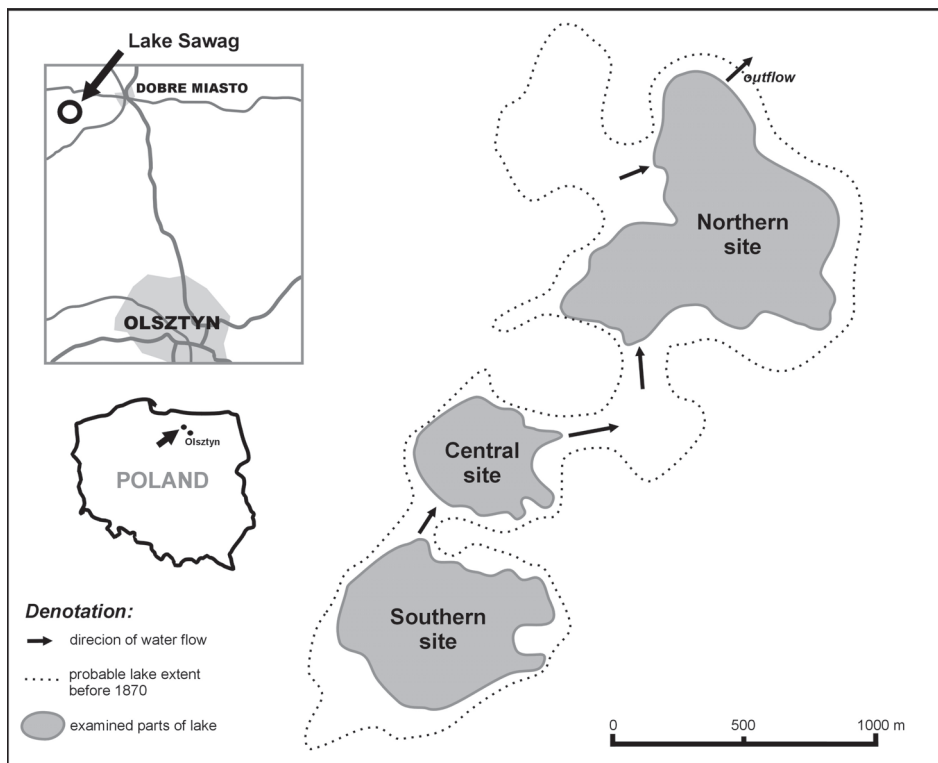 Lake Sawag
DOBRE MIASTO
OLSZTYN
Olsztyn
POLAND
Denotation:
direcion of water flow
probable lake extent
before 1870
examined parts of lake
outflow
Northern
site
Central
site
Southern
site
0 500 1000 m